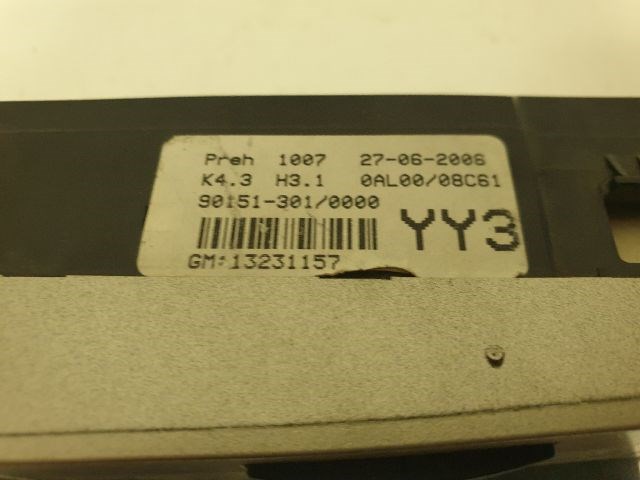 Preh 1007 27-06-2006
K4.3 H3.1 0AL00/08C61
90151-301/0000
YY3
GM:13231157